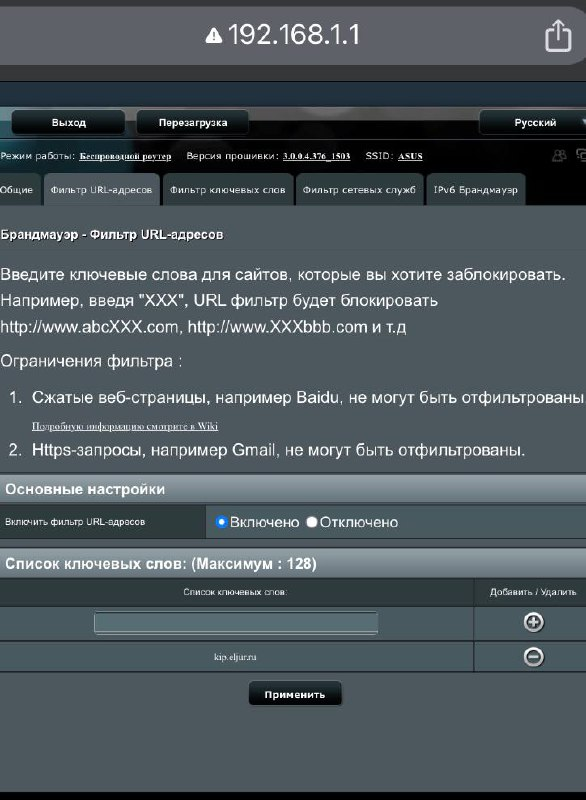 192.168.1.1
Выход Перезагрузка Русский
Режим работы: Беспроводной роутер Версия прошивки: 3.0.0.4.376_1503 SSID: ASUS
Общие Фильтр URL-адресов Фильтр ключевых слов Фильтр сетевых служб IPv6 Брандмауэр
Брандмауэр - Фильтр URL-адресов
Введите ключевые слова для сайтов, которые вы хотите заблокировать.
Например, введя "XXX", URL фильтр будет блокировать
http://www.abcXXX.com, http://www.XXXbbb.com и т.д
Ограничения фильтра :
1. Сжатые веб-страницы, например Baidu, не могут быть отфильтрованы
Подробную информацию смотрите в Wiki
2. Https-запросы, например Gmail, не могут быть отфильтрованы.
Основные настройки
Включить фильтр URL-адресов Включено Отключено
Список ключевых слов: (Максимум : 128)
Список ключевых слов: Добавить / Удалить
kip.eljur.ru
Применить